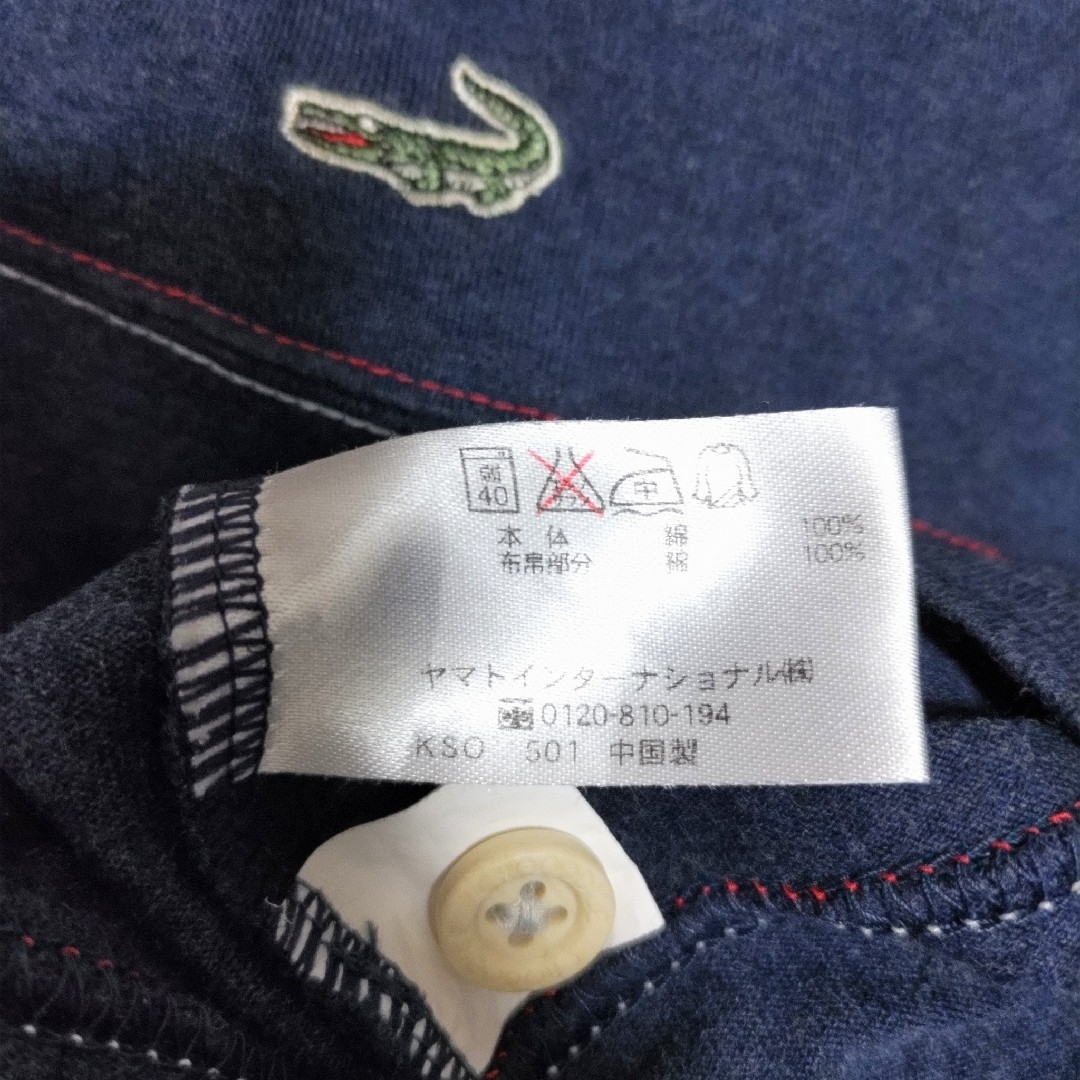 弱
40
中
本体 綿 100%
布帛部分 綿 100%
ヤマトインターナショナル(株)
0120-810-194
KSO 501 中国製